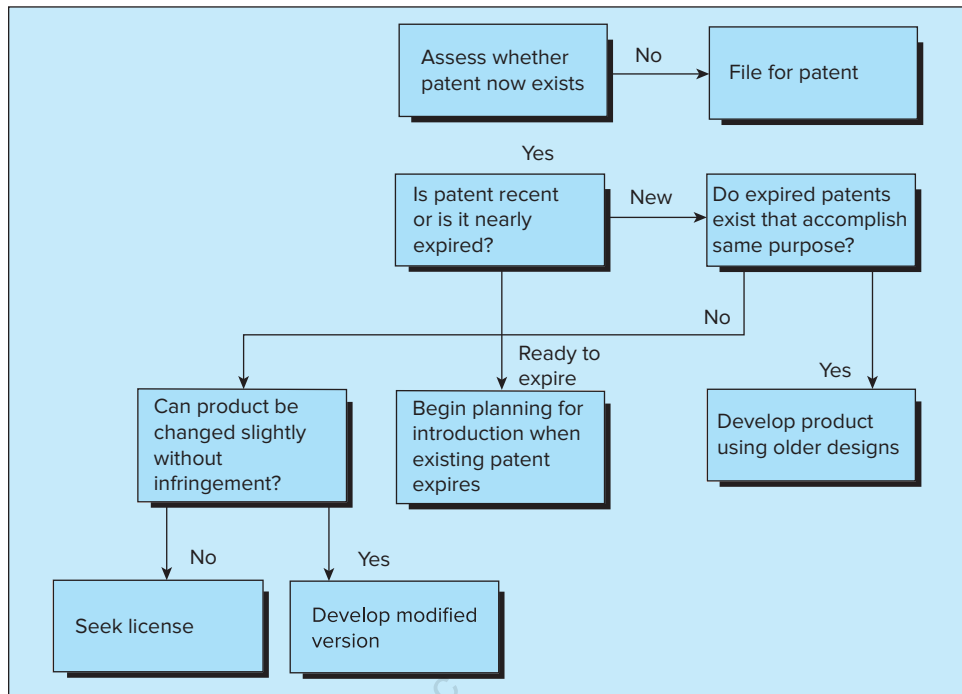 Assess whether
patent now exists
No
File for patent
Yes
Is patent recent
or is it nearly
expired?
New
Do expired patents
exist that accomplish
same purpose?
No
Ready to
expire
Yes
Can product be
changed slightly
without
infringement?
Begin planning for
introduction when
existing patent
expires
Develop product
using older designs
No
Yes
Seek license
Develop modified
version